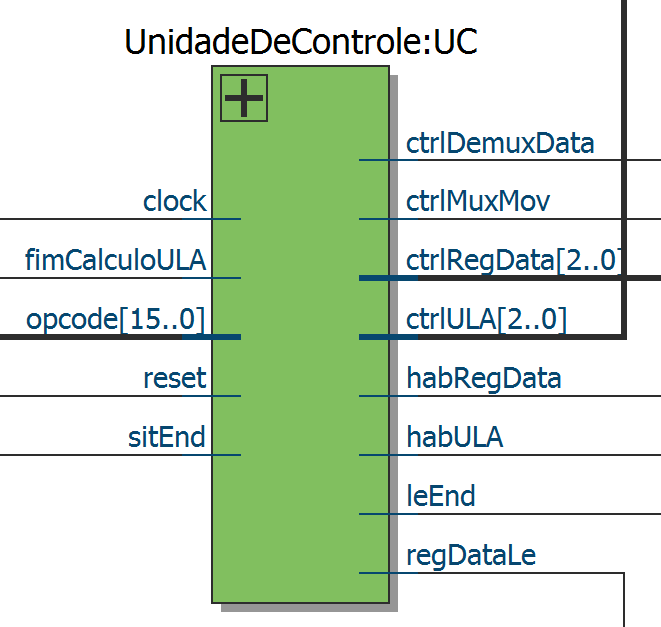 UnidadeDeControle:UC
clock
fimCalculoULA
opcode[15..0]
reset
sitEnd
ctrlDemuxData
ctrlMuxMov
ctrlRegData[2..0]
ctrlULA[2..0]
habRegData
habULA
leEnd
regDataLe